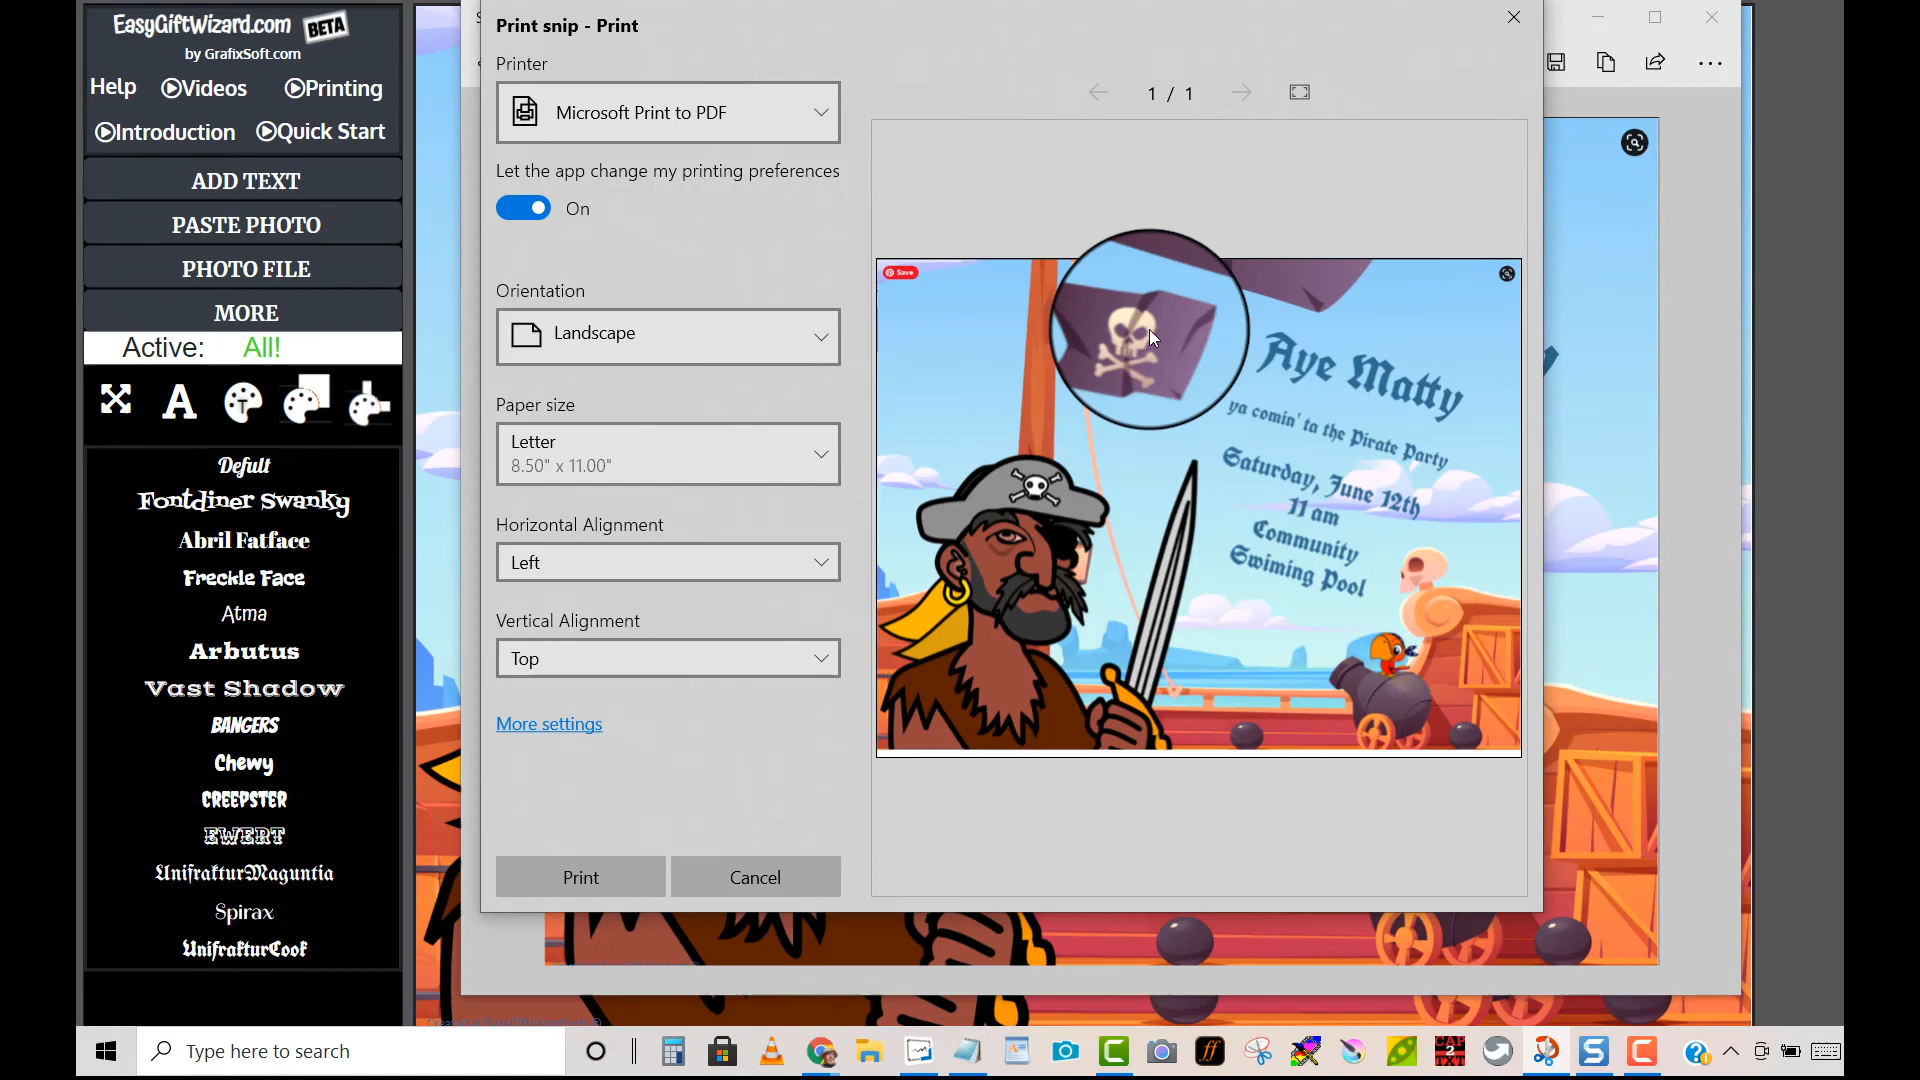 EasyGiftWizard.com BETA
by GrafixSoft.com
Help Videos Printing
Introduction Quick Start
ADD TEXT
PASTE PHOTO
PHOTO FILE
MORE
Active: All!
A T
Defult
Fontdiner Swanky
Abril Fatface
Freckle Face
Atma
Arbutus
Vast Shadow
BANGERS
Chewy
CREEPSTER
EWERT
UnifrakturMaguntia
Spirax
UnifrakturCook
Print snip - Print
Printer
Microsoft Print to PDF
Let the app change my printing preferences
On
Orientation
Landscape
Paper size
Letter
8.50" x 11.00"
Horizontal Alignment
Left
Vertical Alignment
Top
More settings
Print Cancel
1 / 1
Save
Aye Matty
ya comin' ta the Pirate Party
Saturday, June 12th
11 am
Community
Swiming Pool
Type here to search
CAP
2
TXT